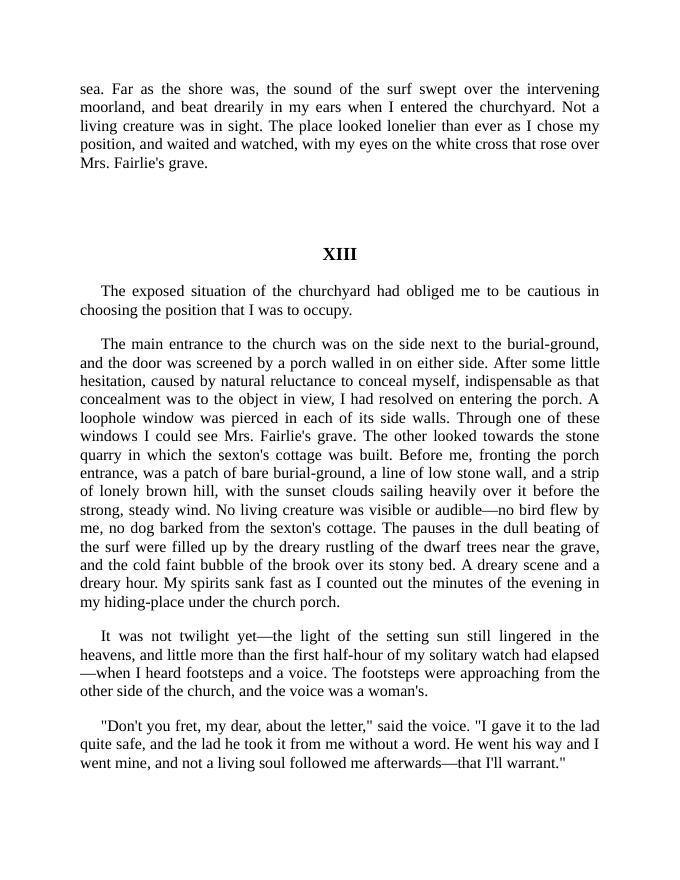 sea. Far as the shore was, the sound of the surf swept over the intervening
moorland, and beat drearily in my ears when I entered the churchyard. Not a
living creature was in sight. The place looked lonelier than ever as I chose my
position, and waited and watched, with my eyes on the white cross that rose over
Mrs. Fairlie's grave.
XIII
The exposed situation of the churchyard had obliged me to be cautious in
choosing the position that I was to occupy.
The main entrance to the church was on the side next to the burial-ground,
and the door was screened by a porch walled in on either side. After some little
hesitation, caused by natural reluctance to conceal myself, indispensable as that
concealment was to the object in view, I had resolved on entering the porch. A
loophole window was pierced in each of its side walls. Through one of these
windows I could see Mrs. Fairlie's grave. The other looked towards the stone
quarry in which the sexton's cottage was built. Before me, fronting the porch
entrance, was a patch of bare burial-ground, a line of low stone wall, and a strip
of lonely brown hill, with the sunset clouds sailing heavily over it before the
strong, steady wind. No living creature was visible or audible—no bird flew by
me, no dog barked from the sexton's cottage. The pauses in the dull beating of
the surf were filled up by the dreary rustling of the dwarf trees near the grave,
and the cold faint bubble of the brook over its stony bed. A dreary scene and a
dreary hour. My spirits sank fast as I counted out the minutes of the evening in
my hiding-place under the church porch.
It was not twilight yet—the light of the setting sun still lingered in the
heavens, and little more than the first half-hour of my solitary watch had elapsed
—when I heard footsteps and a voice. The footsteps were approaching from the
other side of the church, and the voice was a woman's.
"Don't you fret, my dear, about the letter," said the voice. "I gave it to the lad
quite safe, and the lad he took it from me without a word. He went his way and I
went mine, and not a living soul followed me afterwards—that I'll warrant."